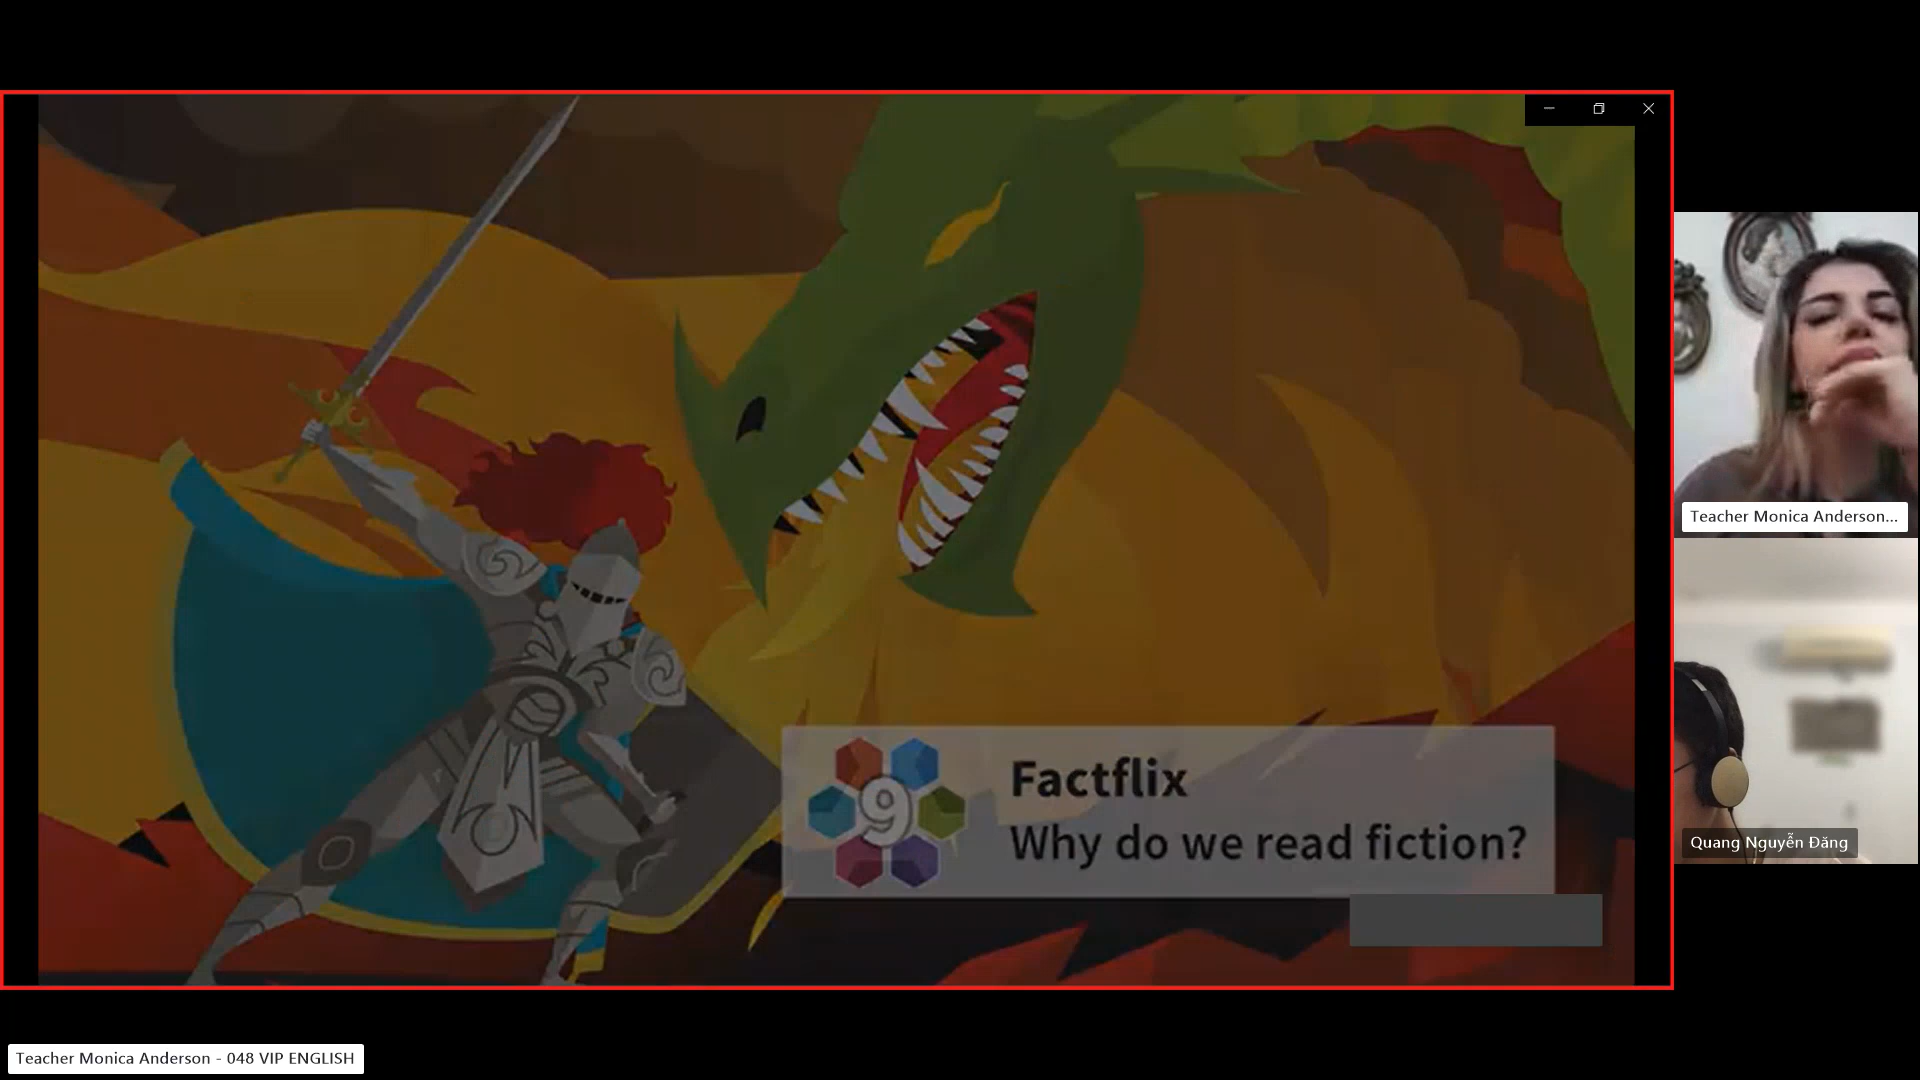 9
Factflix
Why do we read fiction?
Teacher Monica Anderson...
Quang Nguyễn Đăng
Teacher Monica Anderson - 048 VIP ENGLISH